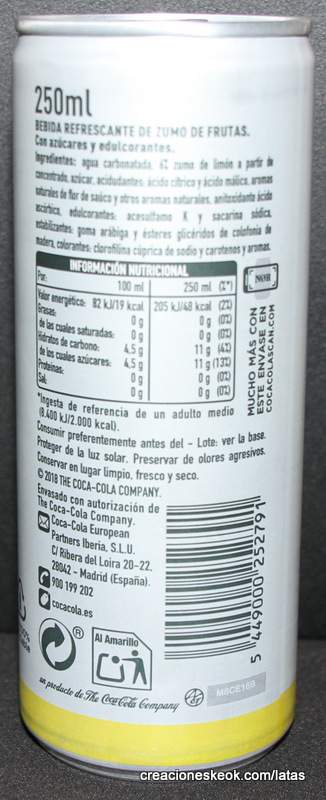 250ml
BEBIDA REFRESCANTE DE ZUMO DE FRUTAS.
Con azúcares y edulcorantes.
Ingredientes: agua carbonatada, 6% zumo de limón a partir de
concentrado, azúcar, acidulantes: ácido cítrico y ácido málico, aromas
naturales de flor de saúco y otros aromas naturales, antioxidante ácido
ascórbico, edulcorantes: acesulfamo K y sacarina sódica,
estabilizantes: goma arábiga y ésteres glicéridos de colofonia de
madera, colorantes: clorofilina cúprica de sodio y carotenos y aromas.
INFORMACIÓN NUTRICIONAL
Por: 100 ml 250 ml (%*)
Valor energético: 82 kJ/19 kcal 205 kJ/48 kcal (2%)
Grasas: 0 g 0 g (0%)
de las cuales saturadas: 0 g 0 g (0%)
Hidratos de carbono: 4,5 g 11 g (4%)
de los cuales azúcares: 4,5 g 11 g (13%)
Proteínas: 0 g 0 g (0%)
Sal: 0 g 0 g (0%)
*Ingesta de referencia de un adulto medio
(8.400 kJ/2.000 kcal).
Consumir preferentemente antes del - Lote: ver la base.
Proteger de la luz solar. Preservar de olores agresivos.
Conservar en lugar limpio, fresco y seco.
© 2018 THE COCA-COLA COMPANY.
Envasado con autorización de
The Coca-Cola Company.
Coca-Cola European
Partners Iberia, S.L.U.
C/ Ribera del Loira 20-22.
28042 - Madrid (España).
900 199 202
cocacola.es
MUCHO MÁS CON
ESTE ENVASE EN
COCACOLASCAN.COM
5 449000 252791
®
Al Amarillo
un producto de The Coca-Cola Company
M8CE16B
creacioneskeok.com/latas